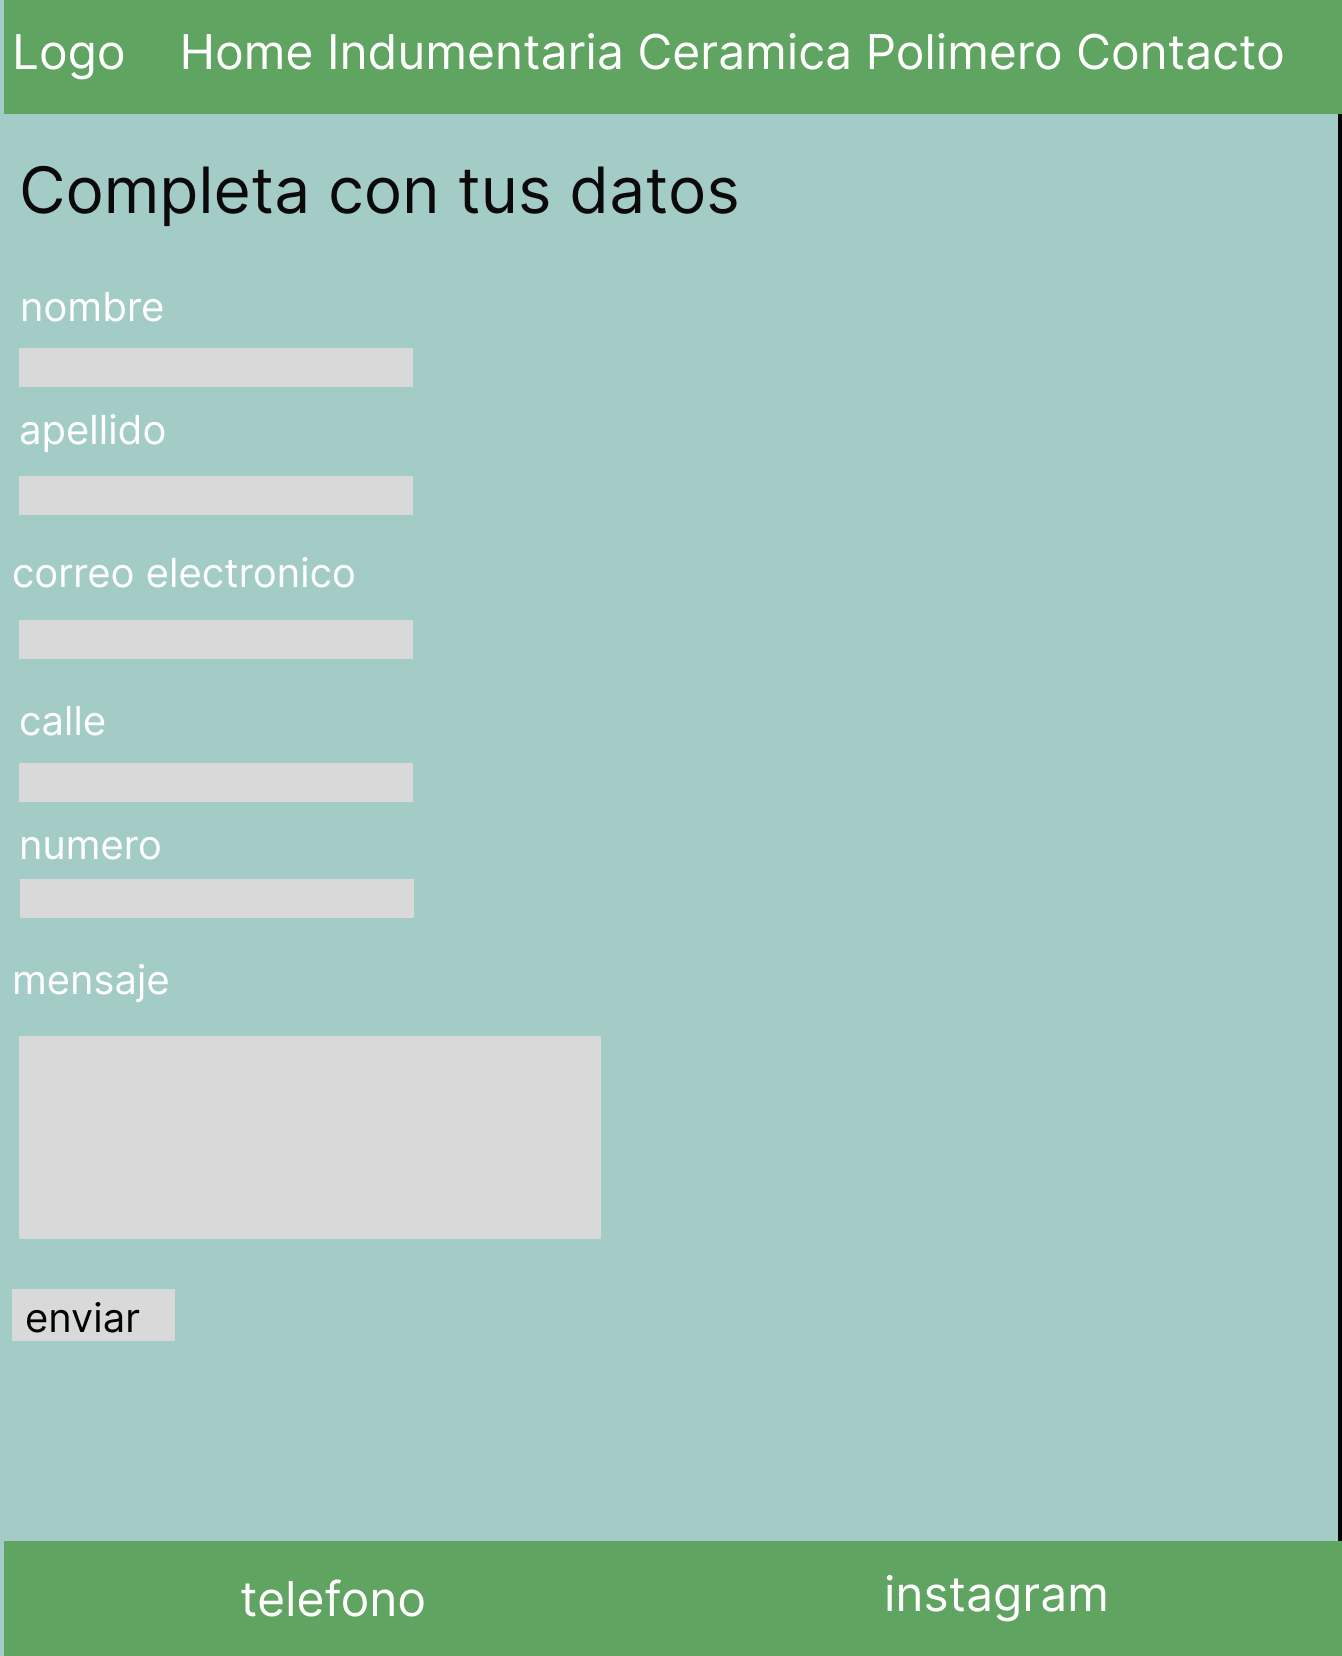 Logo Home Indumentaria Ceramica Polimero Contacto
Completa con tus datos
nombre
apellido
correo electronico
calle
numero
mensaje
enviar
telefono instagram